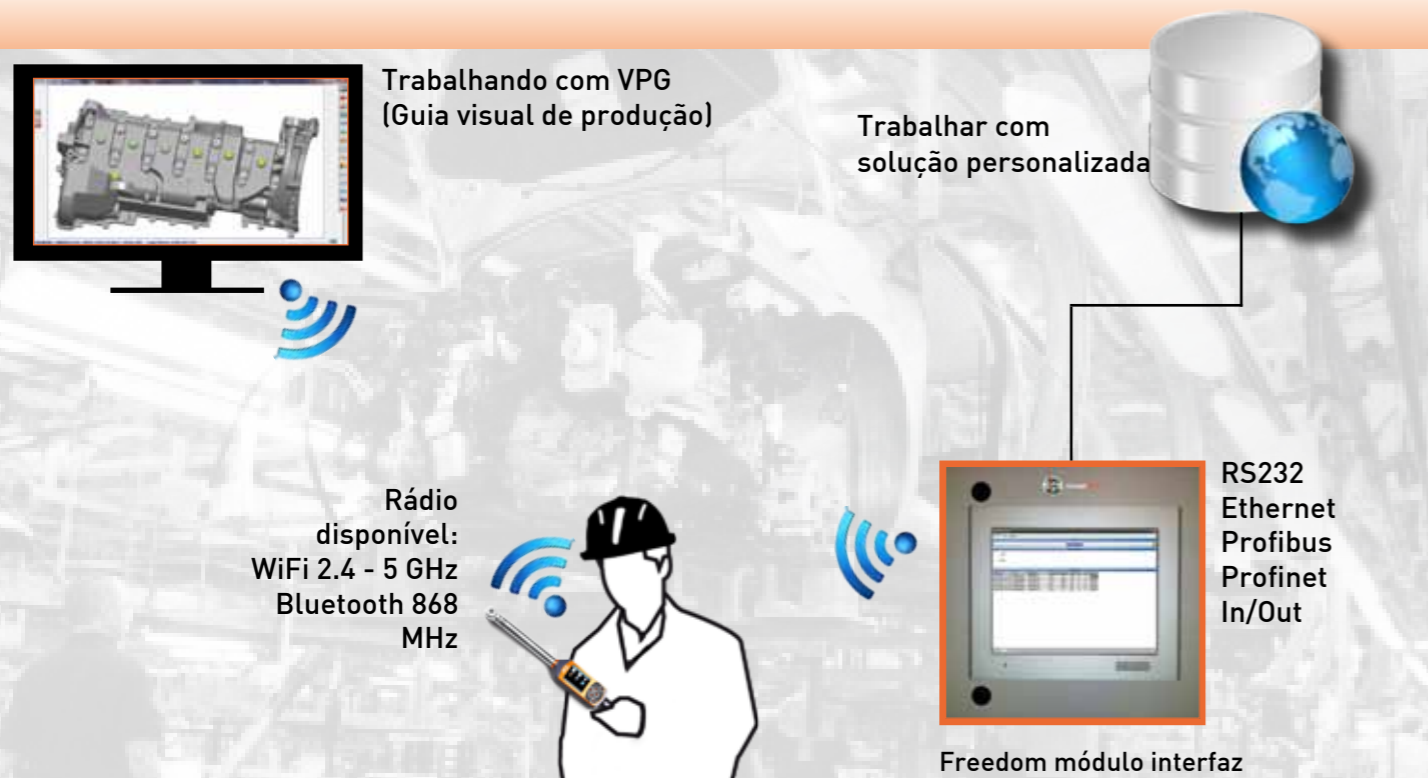 Trabalhando com VPG
(Guia visual de produção)
Trabalhar com
solução personalizada
Rádio
disponível:
WiFi 2.4 - 5 GHz
Bluetooth 868
MHz
RS232
Ethernet
Profibus
Profinet
In/Out
Freedom módulo interfaz